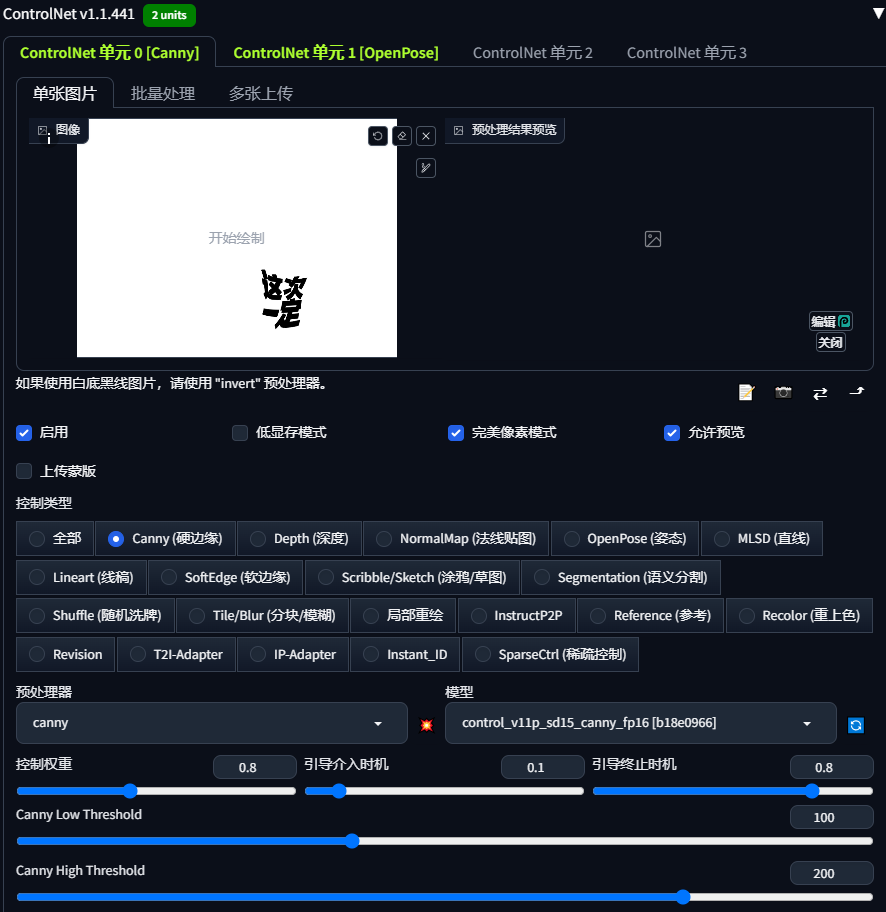 ControlNet v1.1.441 2 units
ControlNet 单元 0 [Canny] ControlNet 单元 1 [OpenPose] ControlNet 单元 2 ControlNet 单元 3
单张图片 批量处理 多张上传
图像 预处理结果预览
开始绘制
这次
一定
编辑
关闭
如果使用白底黑线图片，请使用 "invert" 预处理器。
启用 低显存模式 完美像素模式 允许预览
上传蒙版
控制类型
全部 Canny (硬边缘) Depth (深度) NormalMap (法线贴图) OpenPose (姿态) MLSD (直线)
Lineart (线稿) SoftEdge (软边缘) Scribble/Sketch (涂鸦/草图) Segmentation (语义分割)
Shuffle (随机洗牌) Tile/Blur (分块/模糊) 局部重绘 InstructP2P Reference (参考) Recolor (重上色)
Revision T2I-Adapter IP-Adapter Instant_ID SparseCtrl (稀疏控制)
预处理器 模型
canny control_v11p_sd15_canny_fp16 [b18e0966]
控制权重 0.8 引导介入时机 0.1 引导终止时机 0.8
Canny Low Threshold 100
Canny High Threshold 200